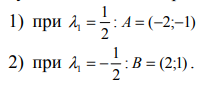 1) при λ₁ = 1/2 : A = (−2;−1)
2) при λ₁ = −1/2 : B = (2;1).